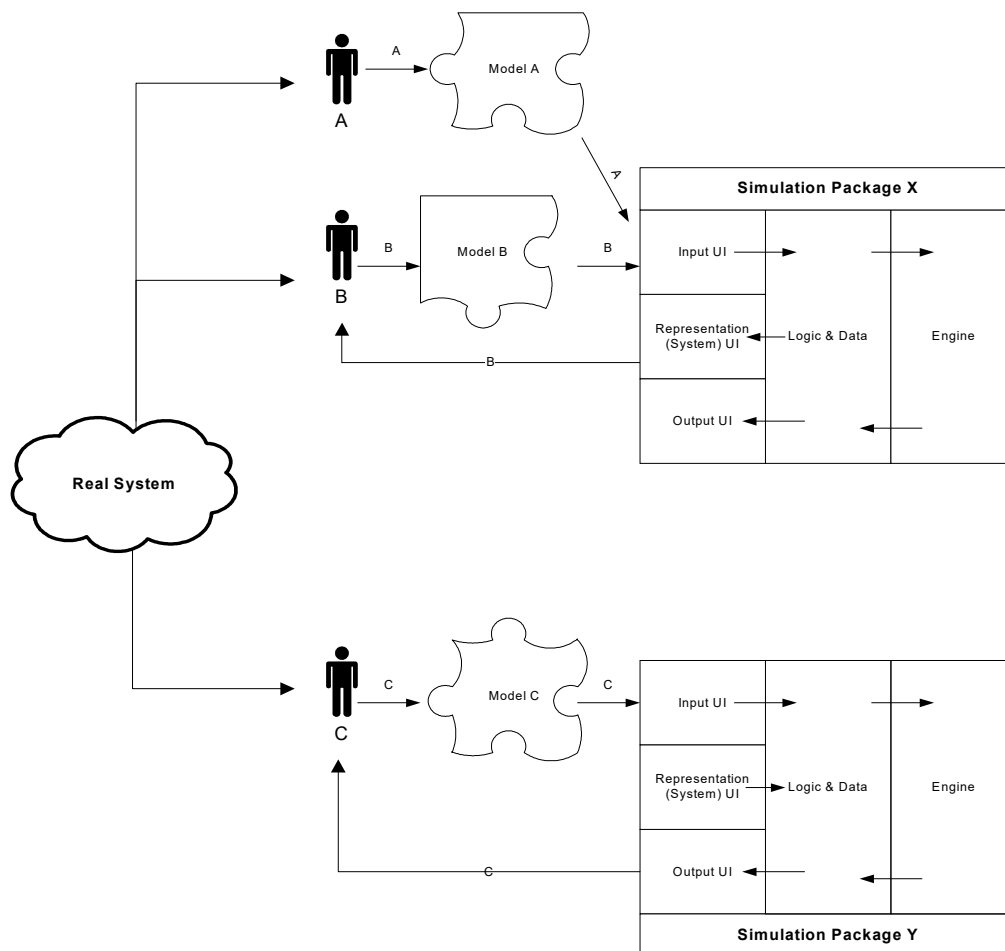 A
Model A
A
A
Simulation Package X
B
Model B
B
Input UI
B
Representation
(System) UI
Logic & Data
Engine
B
Output UI
Real System
C
Model C
C
Input UI
C
Representation
(System) UI
Logic & Data
Engine
C
Output UI
Simulation Package Y